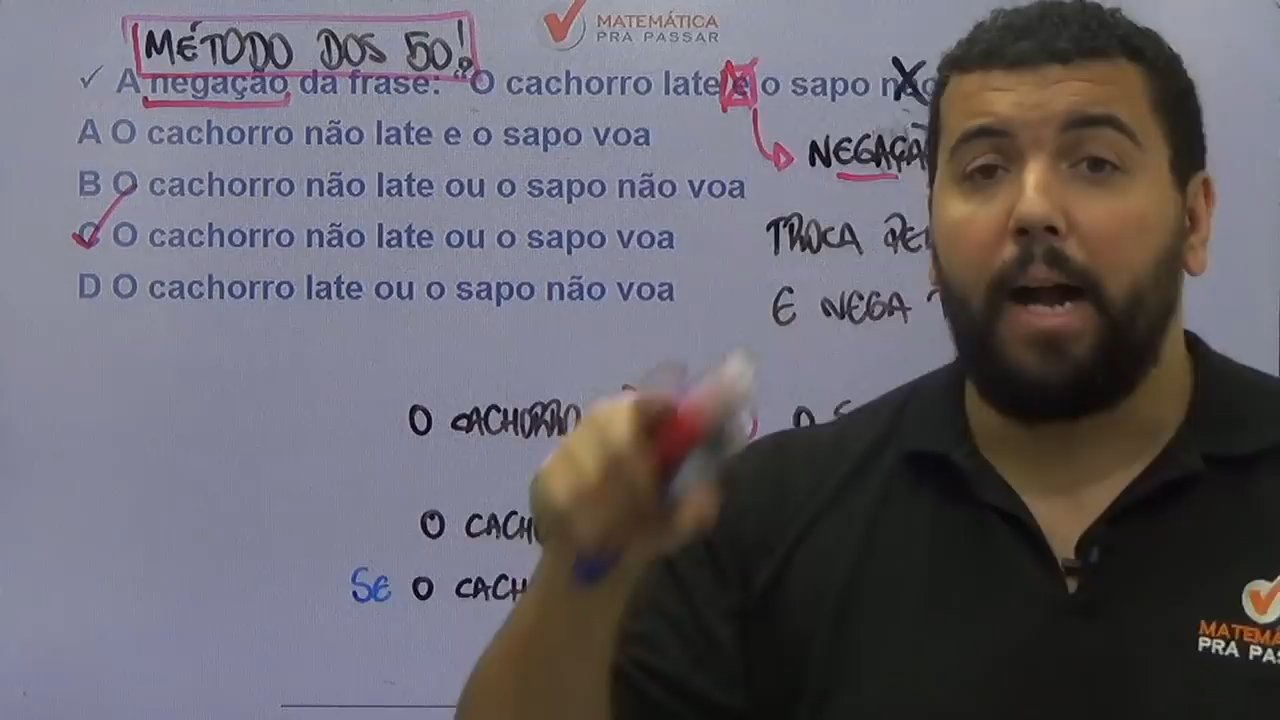 MÉTODO DOS 50!
MATEMÁTICA
PRA PASSAR
✓ A negação da frase: "O cachorro late e o sapo não
A O cachorro não late e o sapo voa
NEGAÇÃ
B O cachorro não late ou o sapo não voa
C O cachorro não late ou o sapo voa
TROCA PEL
D O cachorro late ou o sapo não voa
E NEGA
O CACHORRO O S
O CACH
SE O CACH
MATEMÁ
PRA PAS